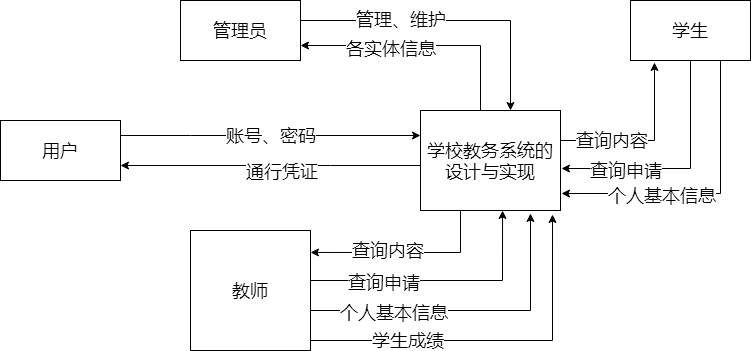 管理员
管理、维护
各实体信息
学生
用户
账号、密码
通行凭证
学校教务系统的
设计与实现
查询内容
查询申请
个人基本信息
教师
查询内容
查询申请
个人基本信息
学生成绩